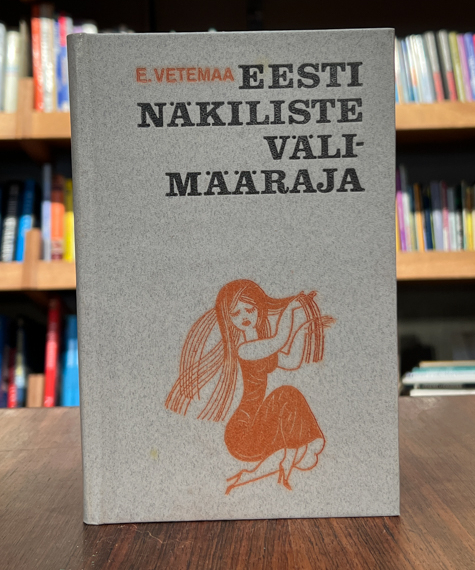 E. VETEMAA EESTI
NÄKILISTE
VÄLI-
MÄÄRAJA